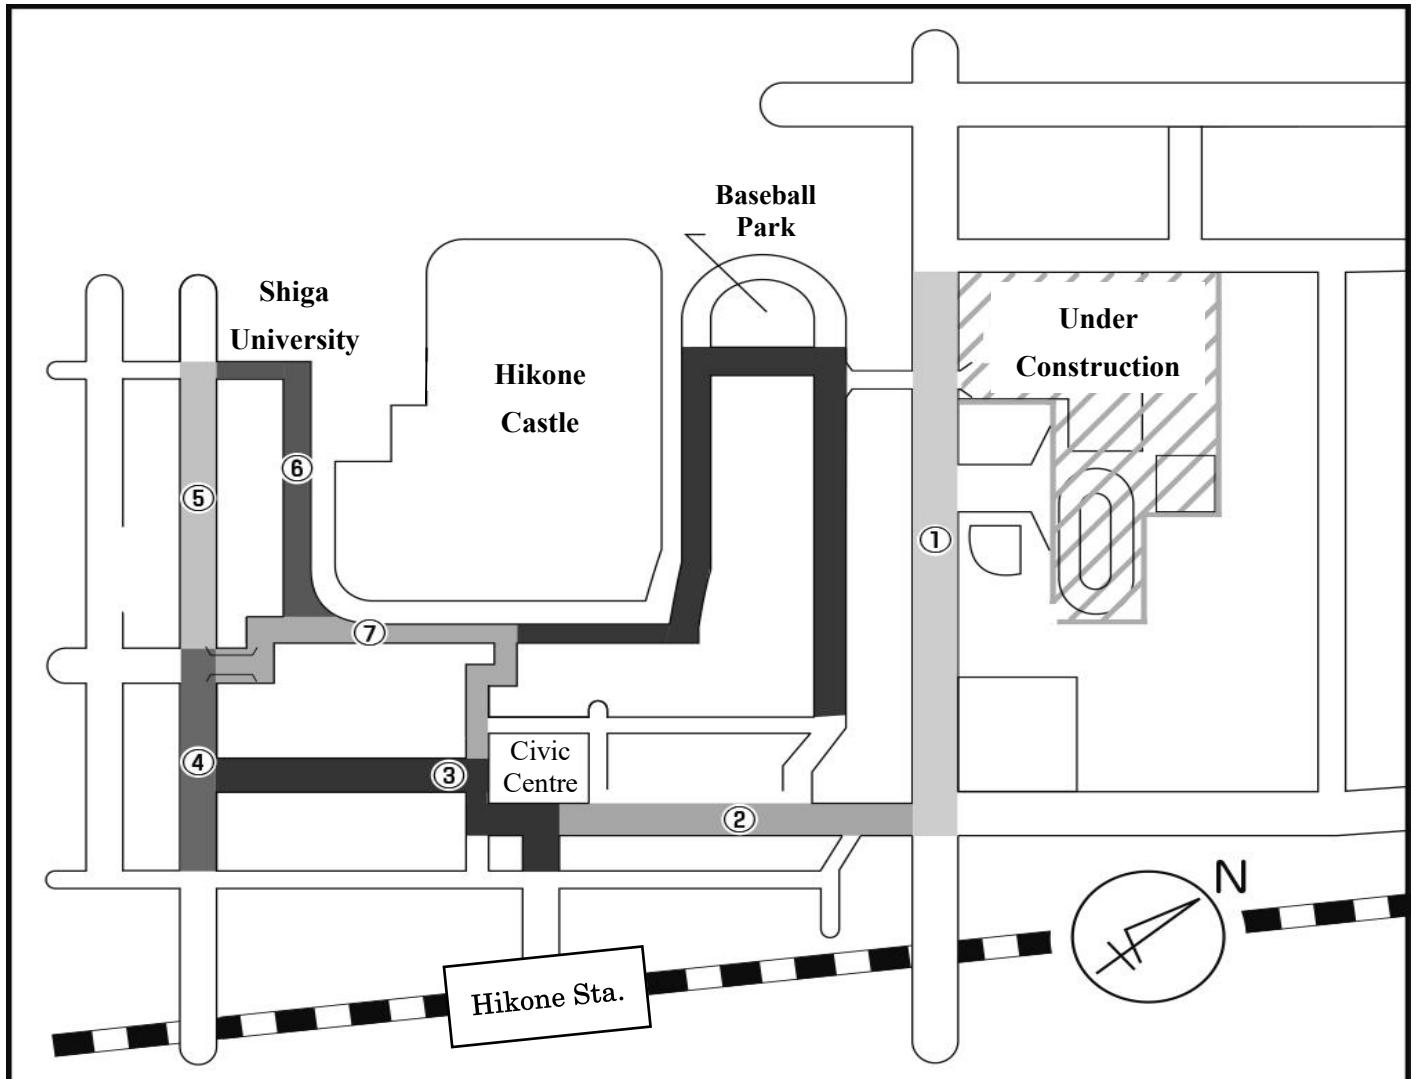 Baseball
Park
Shiga
University
Under
Construction
Hikone
Castle
⑥
⑤
①
⑦
Civic
Centre
④
③
②
N
Hikone Sta.